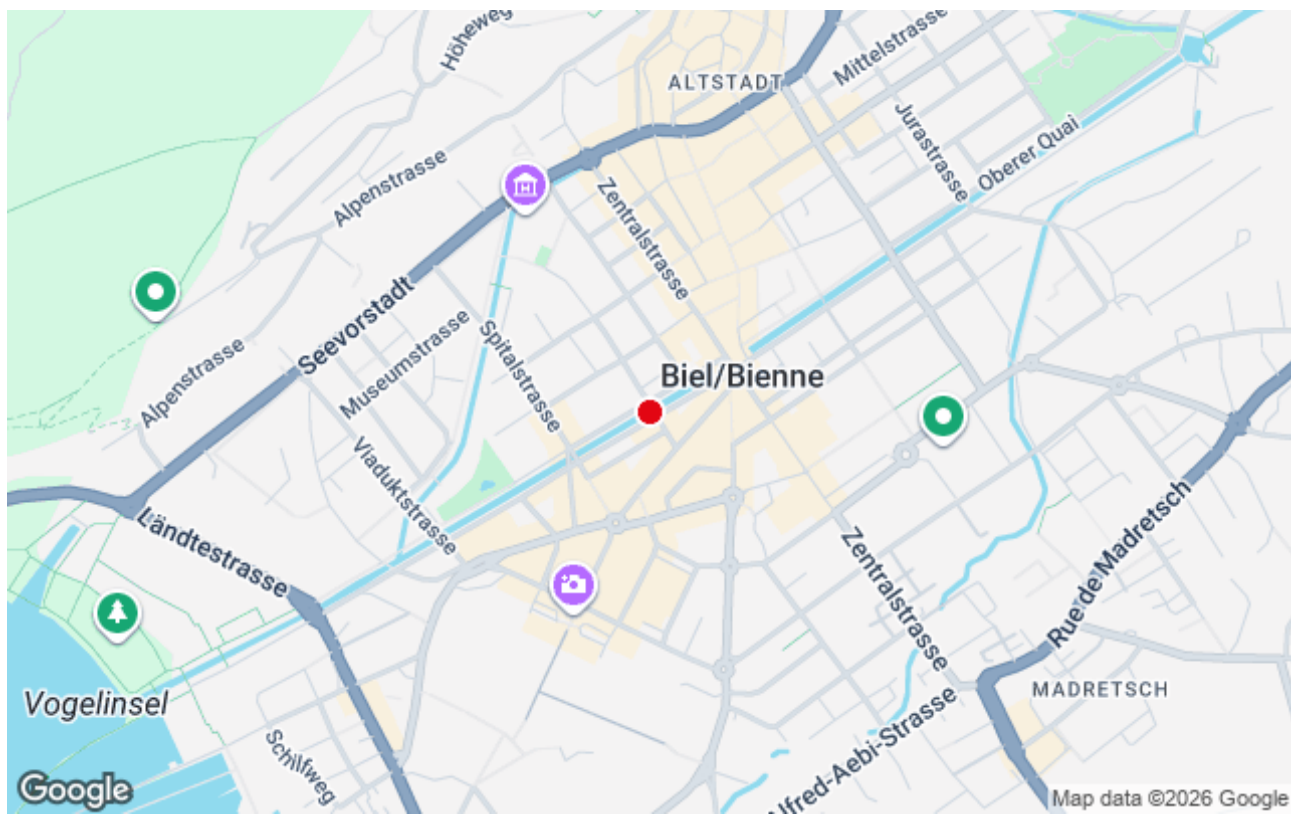 Höheweg
ALTSTADT
Mittelstrasse
Jurastrasse
Oberer Quai
Alpenstrasse
Zentralstrasse
Seevorstadt
Museumstrasse
Spitalstrasse
Alpenstrasse
Biel/Bienne
Viaduktstrasse
Ländtestrasse
Zentralstrasse
Rue de Madretsch
MADRETSCH
Vogelinsel
Schilfweg
Alfred-Aebi-Strasse
Google
Map data ©2026 Google